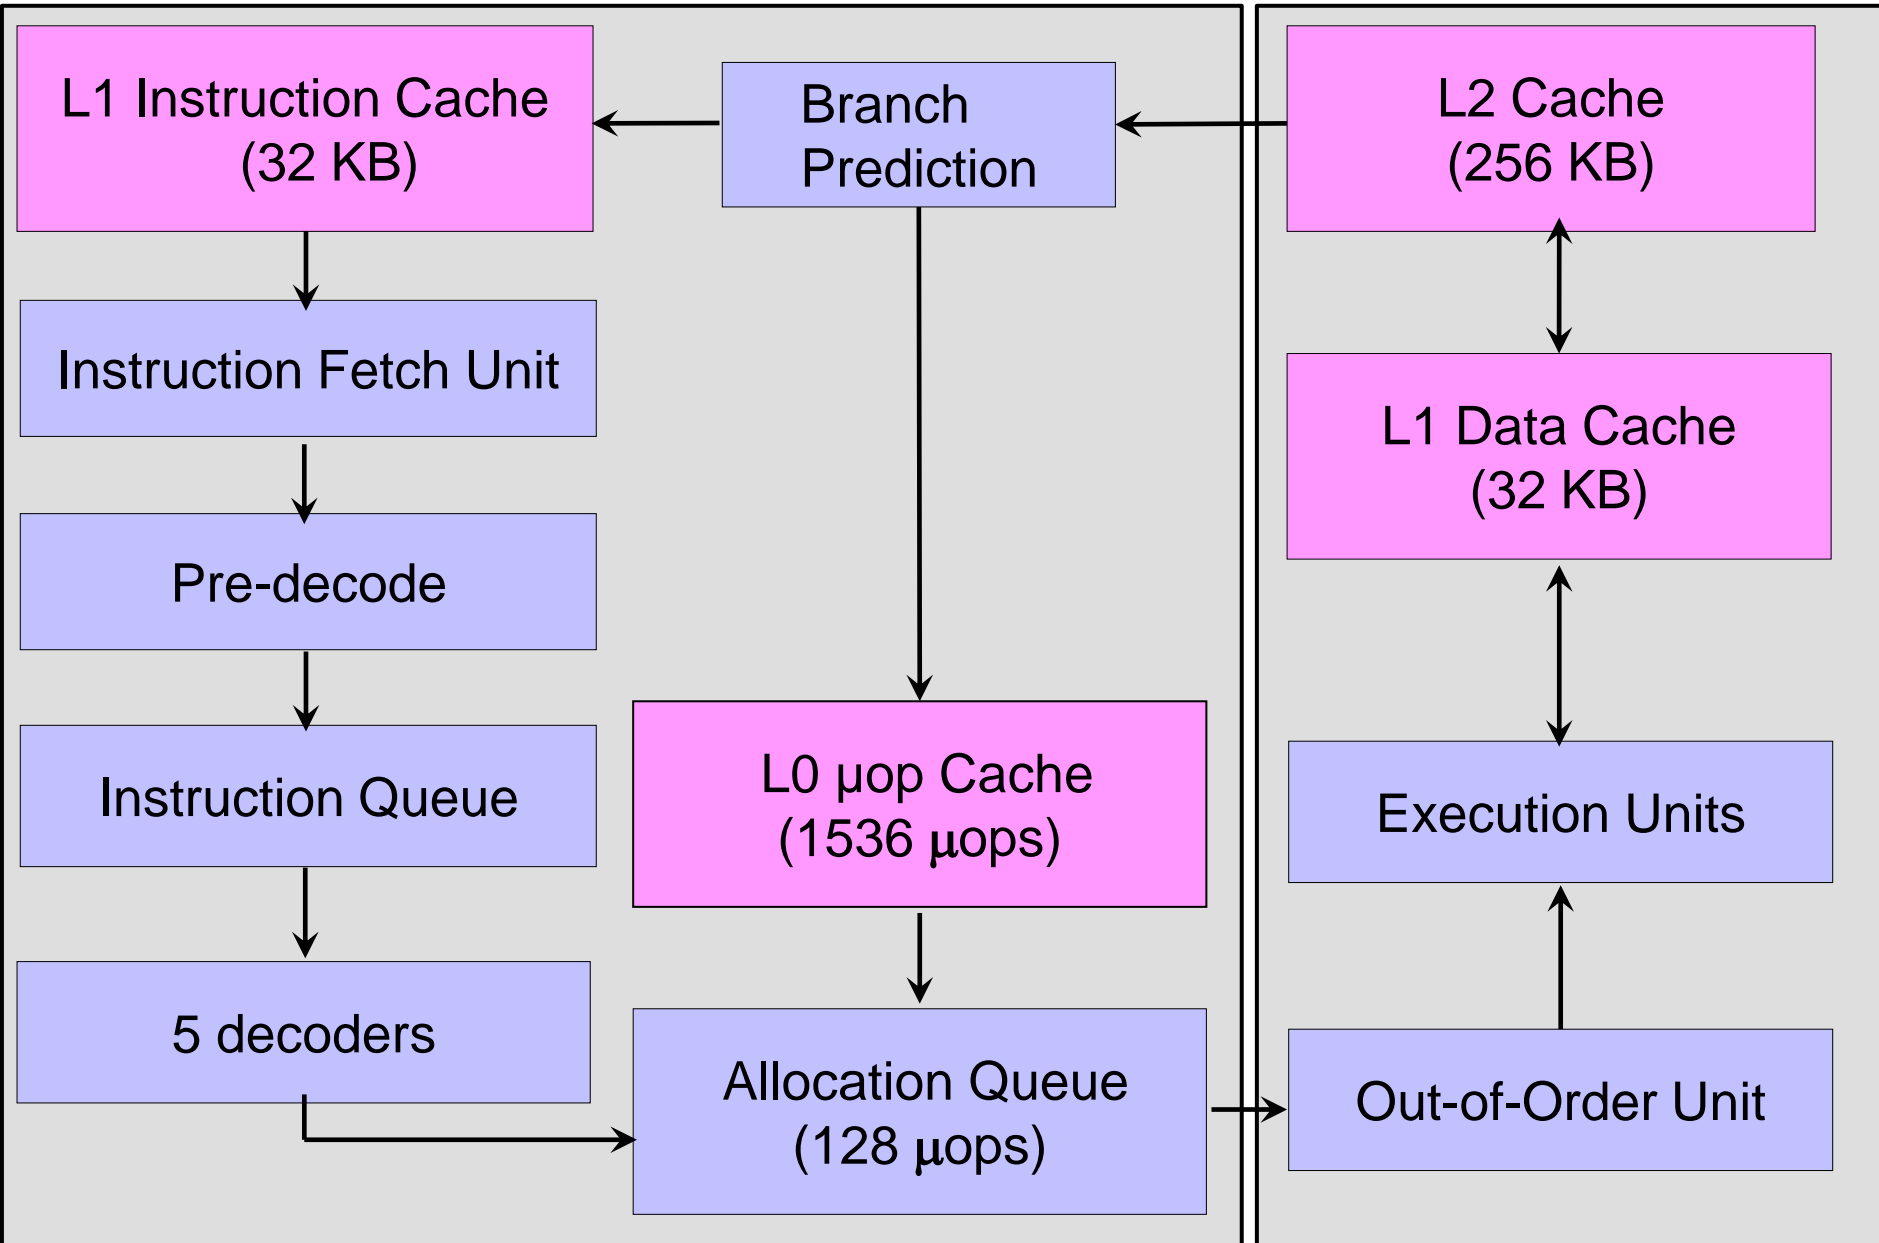 L1 Instruction Cache
(32 KB)
Branch
Prediction
L2 Cache
(256 KB)
Instruction Fetch Unit
L1 Data Cache
(32 KB)
Pre-decode
Instruction Queue
L0 µop Cache
(1536 μops)
Execution Units
5 decoders
Allocation Queue
(128 μops)
Out-of-Order Unit